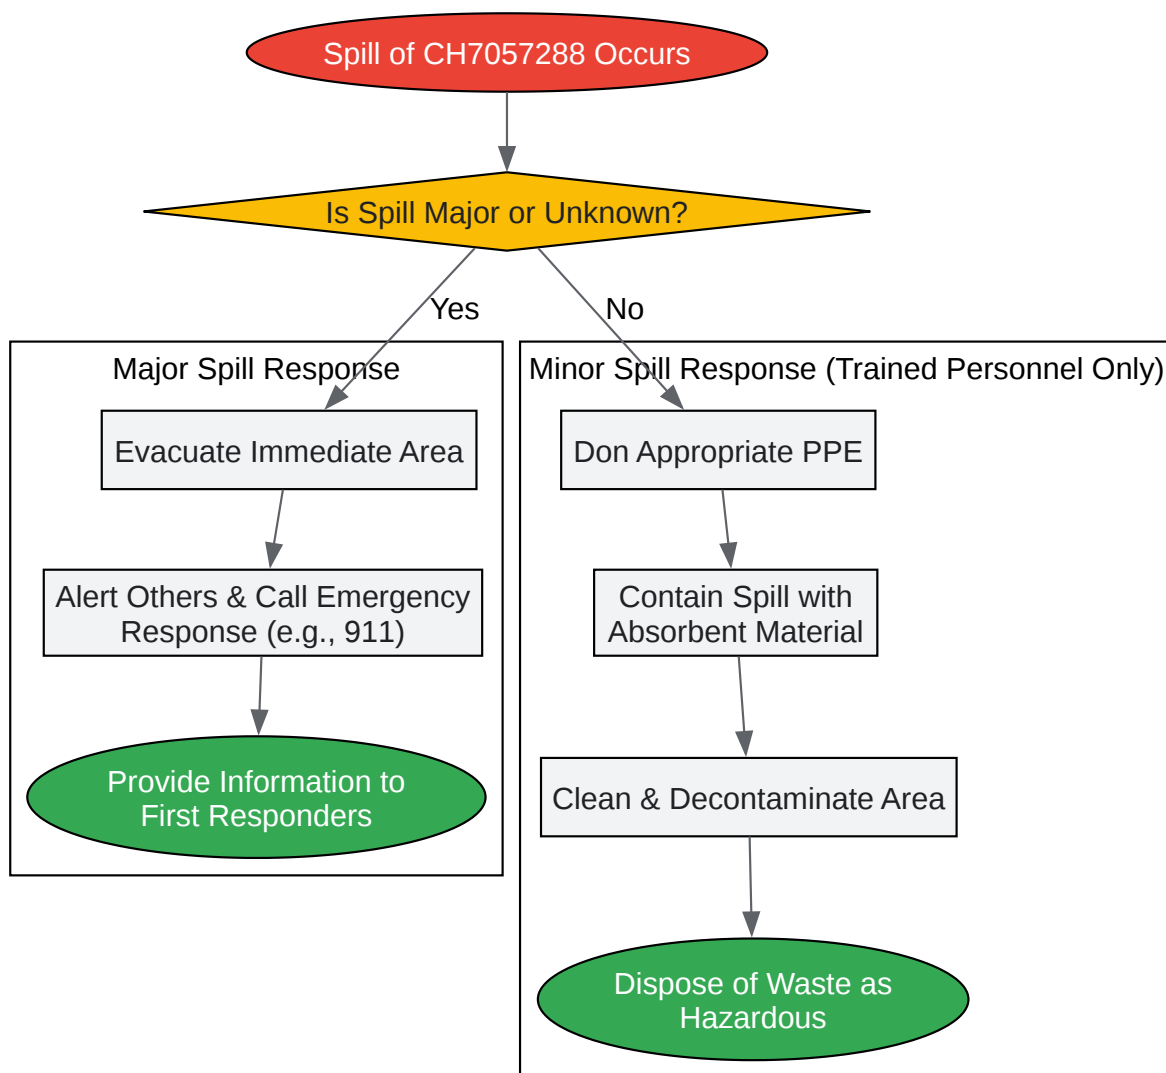 Spill of CH7057288 Occurs
Is Spill Major or Unknown?
Yes
No
Major Spill Response
Evacuate Immediate Area
Alert Others & Call Emergency
Response (e.g., 911)
Provide Information to
First Responders
Minor Spill Response (Trained Personnel Only)
Don Appropriate PPE
Contain Spill with
Absorbent Material
Clean & Decontaminate Area
Dispose of Waste as
Hazardous